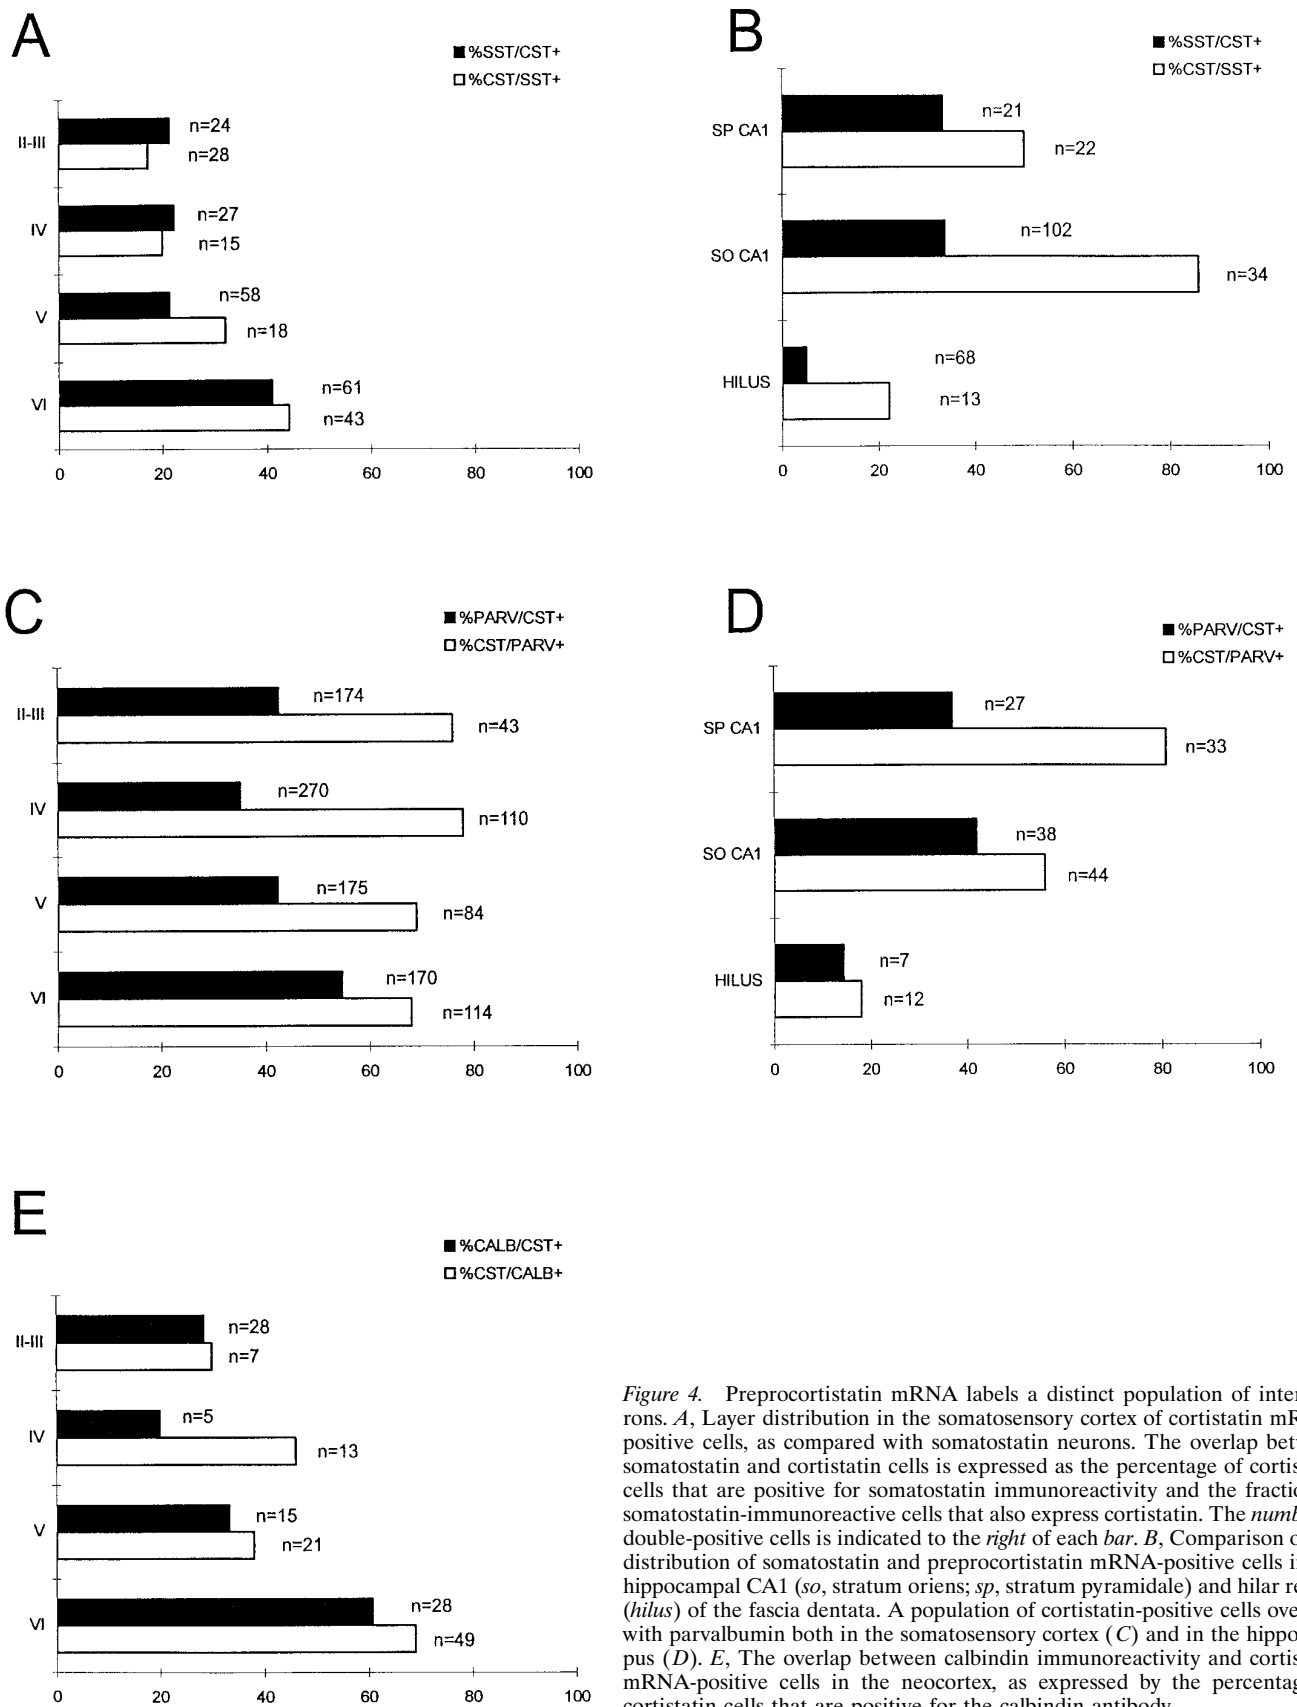 A
%SST/CST+
%CST/SST+
II-III
n=24
n=28
IV
n=27
n=15
V
n=58
n=18
VI
n=61
n=43
0 20 40 60 80 100
B
%SST/CST+
%CST/SST+
SP CA1
n=21
n=22
SO CA1
n=102
n=34
HILUS
n=68
n=13
0 20 40 60 80 100
C
%PARV/CST+
%CST/PARV+
II-III
n=174
n=43
IV
n=270
n=110
V
n=175
n=84
VI
n=170
n=114
0 20 40 60 80 100
D
%PARV/CST+
%CST/PARV+
SP CA1
n=27
n=33
SO CA1
n=38
n=44
HILUS
n=7
n=12
0 20 40 60 80 100
E
%CALB/CST+
%CST/CALB+
II-III
n=28
n=7
IV
n=5
n=13
V
n=15
n=21
VI
n=28
n=49
0 20 40 60 80 100
Figure 4. Preprocortistatin mRNA labels a distinct population of inter
rons. A, Layer distribution in the somatosensory cortex of cortistatin mR
positive cells, as compared with somatostatin neurons. The overlap bet
somatostatin and cortistatin cells is expressed as the percentage of cortis
cells that are positive for somatostatin immunoreactivity and the fractio
somatostatin-immunoreactive cells that also express cortistatin. The numb
double-positive cells is indicated to the right of each bar. B, Comparison o
distribution of somatostatin and preprocortistatin mRNA-positive cells i
hippocampal CA1 (so, stratum oriens; sp, stratum pyramidale) and hilar re
(hilus) of the fascia dentata. A population of cortistatin-positive cells ove
with parvalbumin both in the somatosensory cortex (C) and in the hippo
pus (D). E, The overlap between calbindin immunoreactivity and cortis
mRNA-positive cells in the neocortex, as expressed by the percentag
cortistatin cells that are positive for the calbindin antibody.